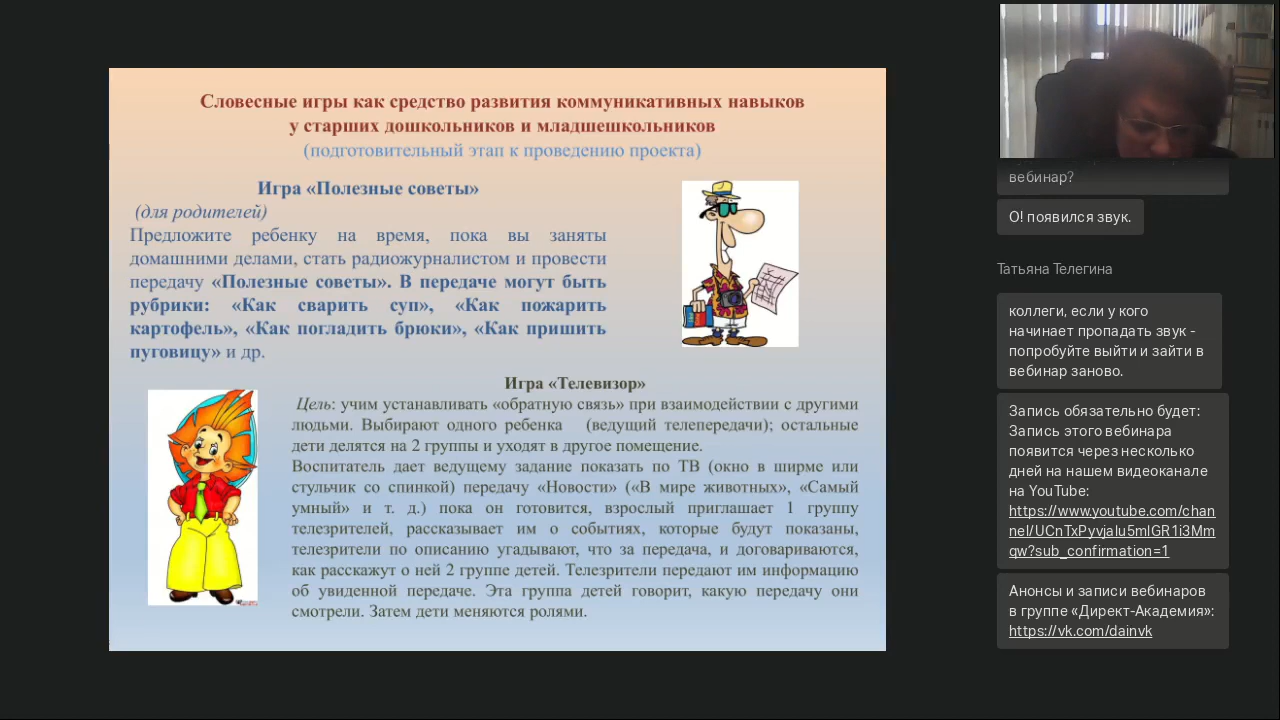 Словесные игры как средство развития коммуникативных навыков
у старших дошкольников и младшешкольников
(подготовительный этап к проведению проекта)
Игра «Полезные советы»
(для родителей)
Предложите ребенку на время, пока вы заняты
домашними делами, стать радиожурналистом и провести
передачу «Полезные советы». В передаче могут быть
рубрики: «Как сварить суп», «Как пожарить
картофель», «Как погладить брюки», «Как пришить
пуговицу» и др.
Игра «Телевизор»
Цель: учим устанавливать «обратную связь» при взаимодействии с другими
людьми. Выбирают одного ребенка (ведущий телепередачи); остальные
дети делятся на 2 группы и уходят в другое помещение.
Воспитатель дает ведущему задание показать по ТВ (окно в ширме или
стульчик со спинкой) передачу «Новости» («В мире животных», «Самый
умный» и т. д.) пока он готовится, взрослый приглашает 1 группу
телезрителей, рассказывает им о событиях, которые будут показаны,
телезрители по описанию угадывают, что за передача, и договариваются,
как расскажут о ней 2 группе детей. Телезрители передают им информацию
об увиденной передаче. Эта группа детей говорит, какую передачу они
смотрели. Затем дети меняются ролями.
вебинар?
О! появился звук.
Татьяна Телегина
коллеги, если у кого
начинает пропадать звук -
попробуйте выйти и зайти в
вебинар заново.
Запись обязательно будет:
Запись этого вебинара
появится через несколько
дней на нашем видеоканале
на YouTube:
https://www.youtube.com/chan
nel/UCnTxPyvjalu5mIGR1i3Mm
qw?sub_confirmation=1
Анонсы и записи вебинаров
в группе «Директ-Академия»:
https://vk.com/dainvk